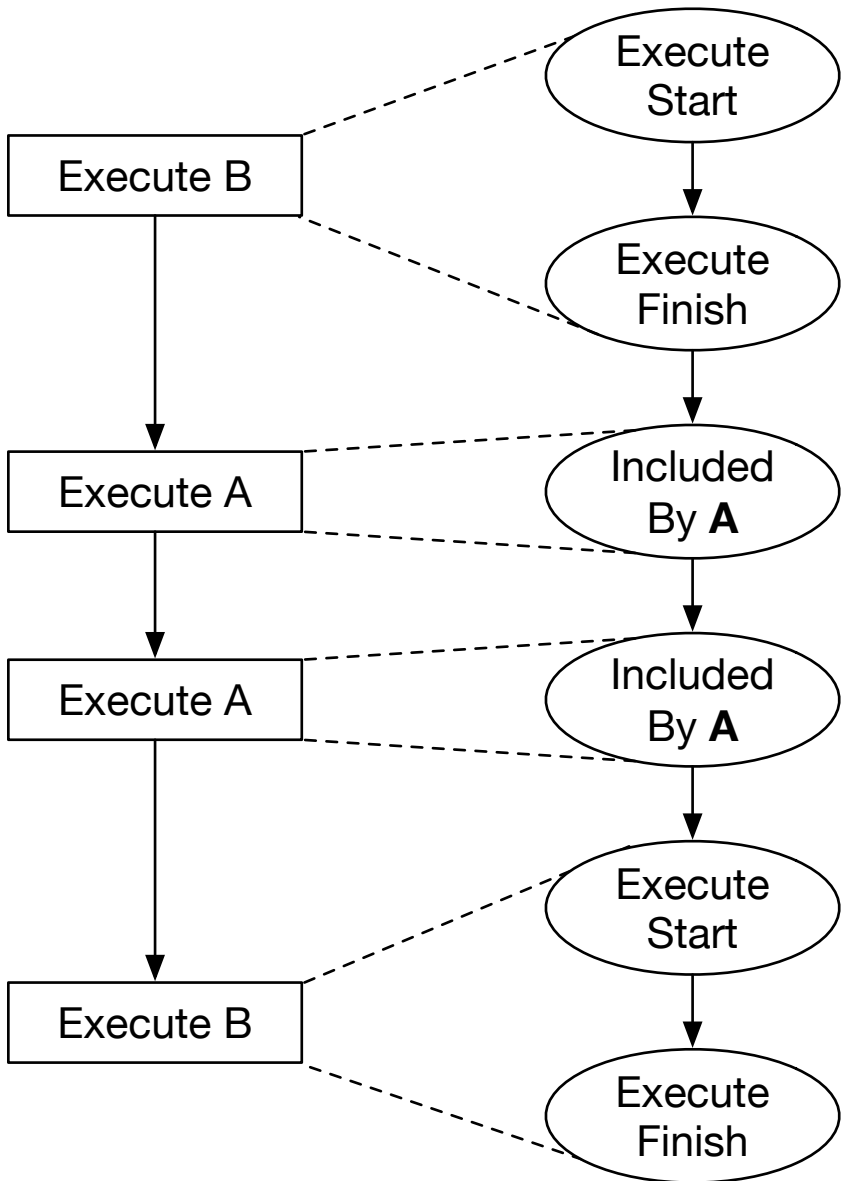 Execute
Start
Execute B
Execute
Finish
Included
By A
Execute A
Included
By A
Execute A
Execute
Start
Execute B
Execute
Finish